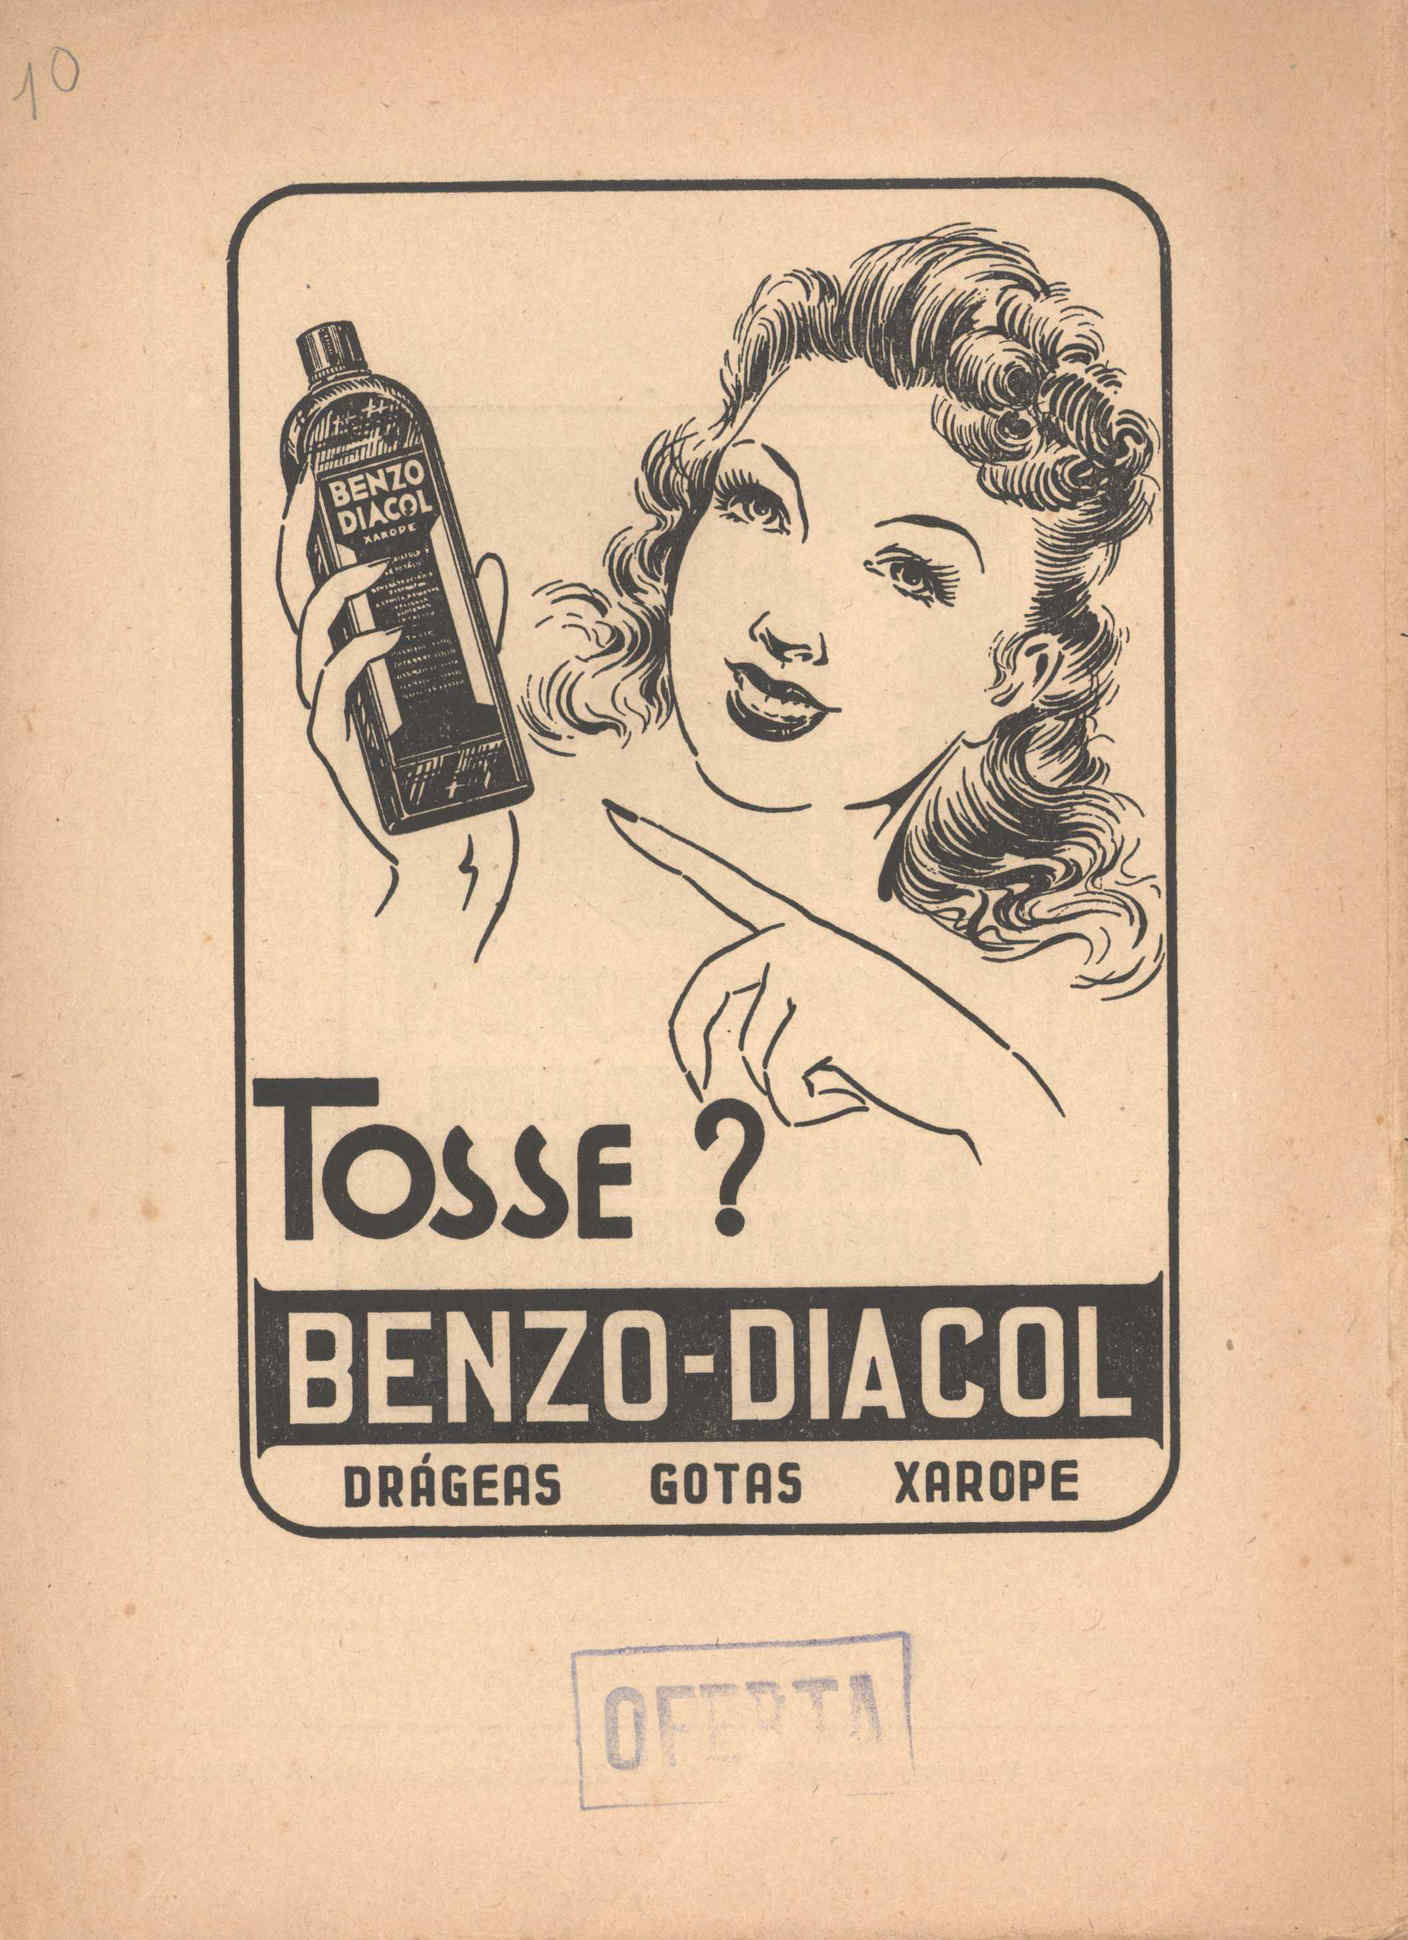 10
BENZO
DIACOL
XAROPE
TOSSE ?
BENZO-DIACOL
DRÁGEAS GOTAS XAROPE
OFERTA